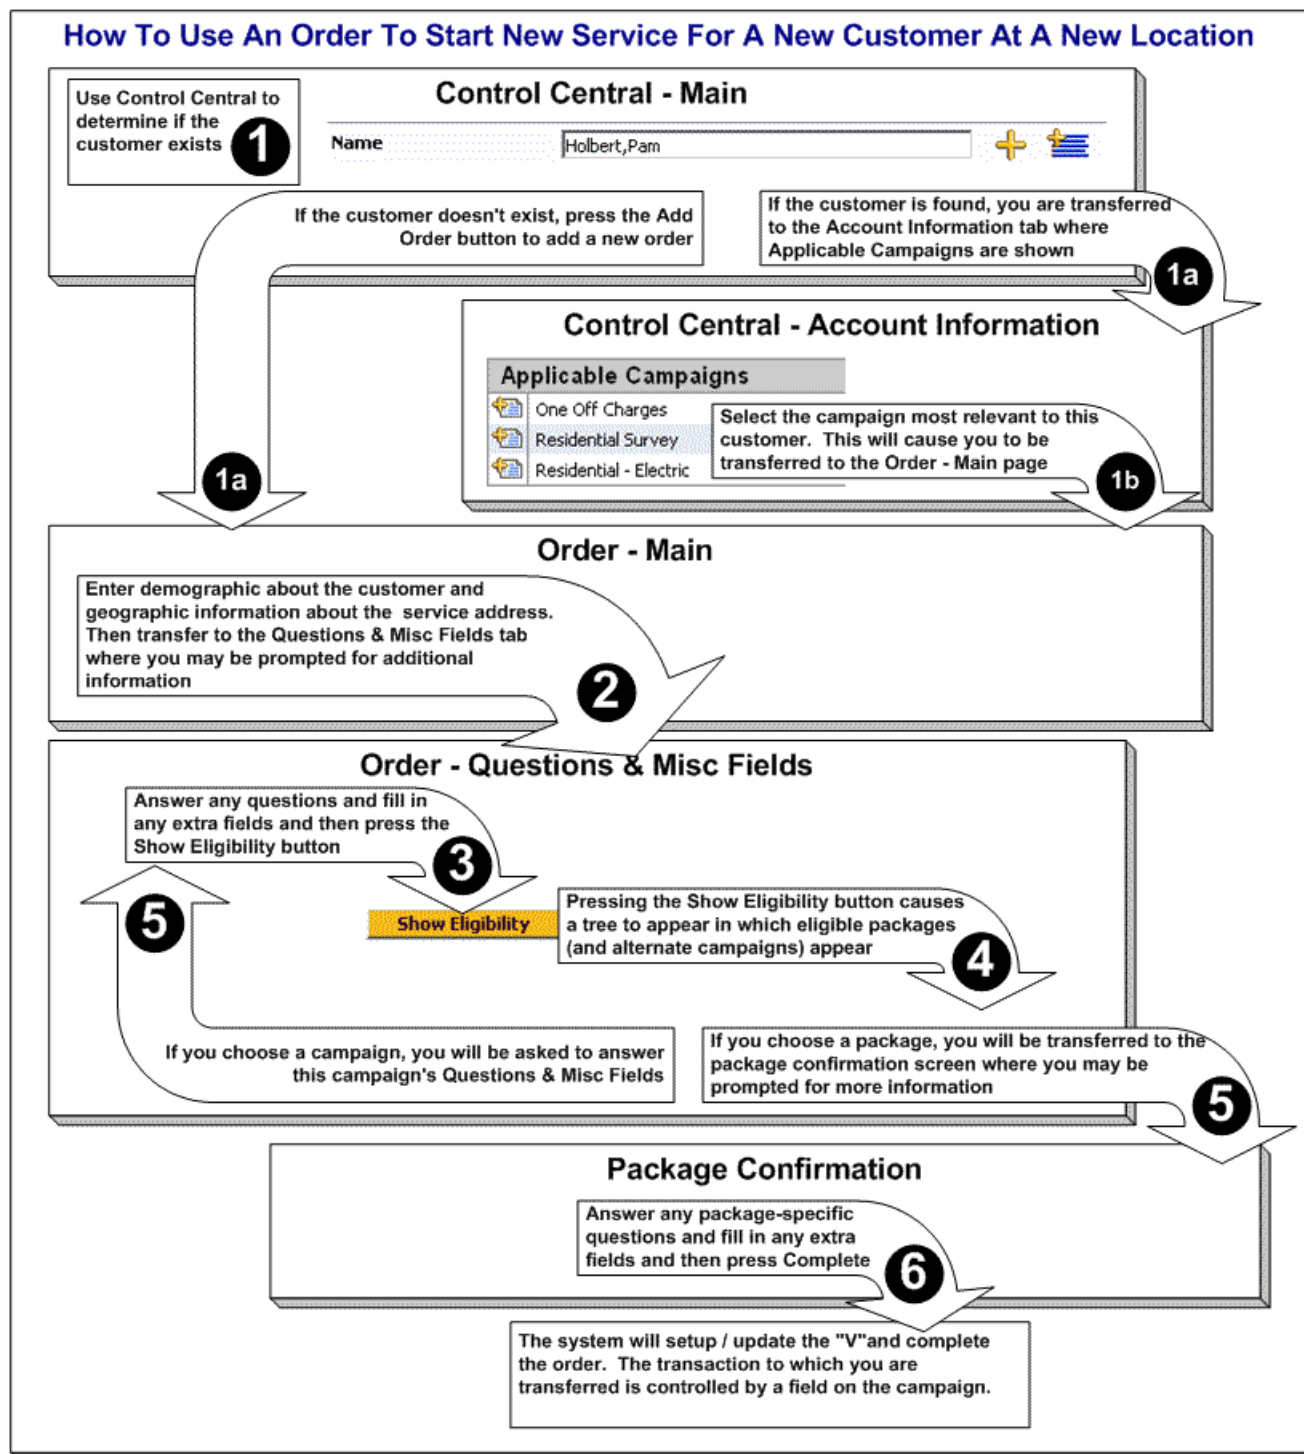 How To Use An Order To Start New Service For A New Customer At A New Location
Control Central - Main
Use Control Central to
determine if the
customer exists
1
Name
Holbert,Pam
If the customer doesn't exist, press the Add
Order button to add a new order
If the customer is found, you are transferred
to the Account Information tab where
Applicable Campaigns are shown
1a
Control Central - Account Information
Applicable Campaigns
One Off Charges
Residential Survey
Residential - Electric
Select the campaign most relevant to this
customer.  This will cause you to be
transferred to the Order - Main page
1a
1b
Order - Main
Enter demographic about the customer and
geographic information about the  service address.
Then transfer to the Questions & Misc Fields tab
where you may be prompted for additional
information
2
Order - Questions & Misc Fields
Answer any questions and fill in
any extra fields and then press the
Show Eligibility button
3
5
Show Eligibility
Pressing the Show Eligibility button causes
a tree to appear in which eligible packages
(and alternate campaigns) appear
4
If you choose a campaign, you will be asked to answer
this campaign's Questions & Misc Fields
If you choose a package, you will be transferred to the
package confirmation screen where you may be
prompted for more information
5
Package Confirmation
Answer any package-specific
questions and fill in any extra
fields and then press Complete
6
The system will setup / update the "V"and complete
the order.  The transaction to which you are
transferred is controlled by a field on the campaign.